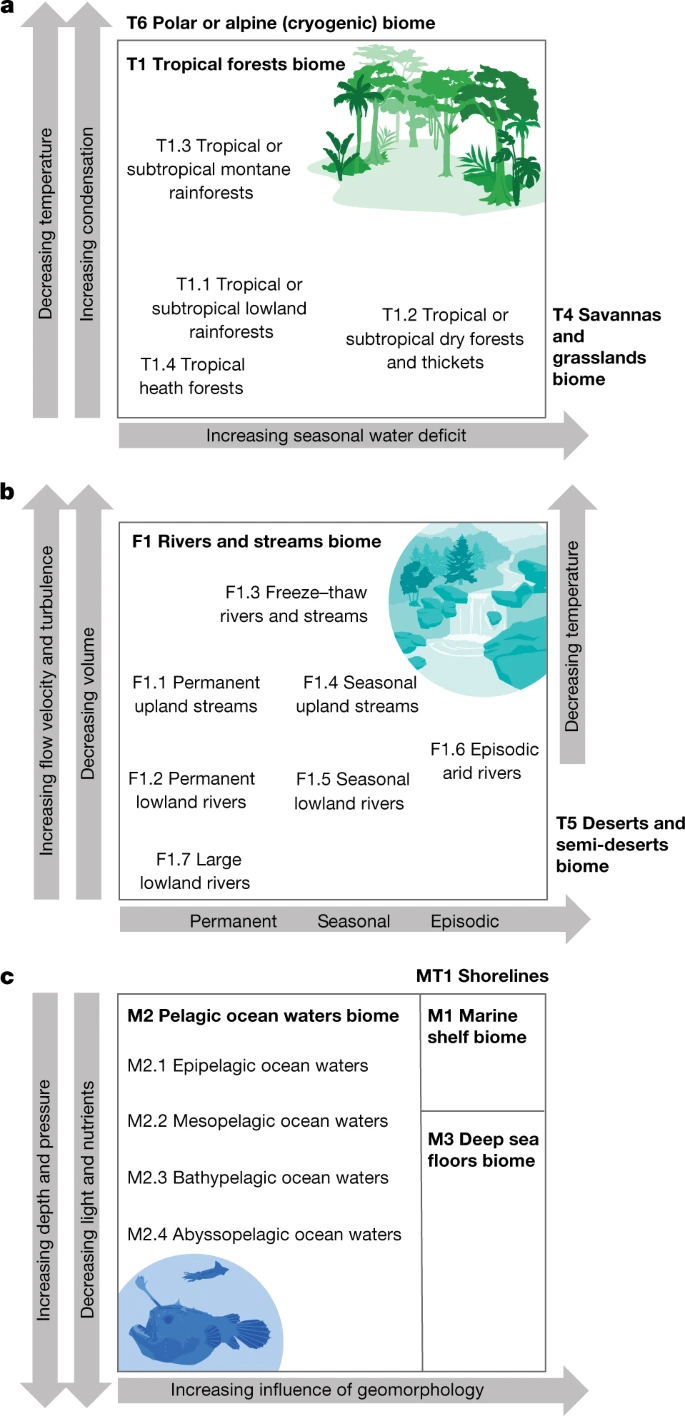 a
T6 Polar or alpine (cryogenic) biome
Decreasing temperature
Increasing condensation
T1 Tropical forests biome
T1.3 Tropical or
subtropical montane
rainforests
T1.1 Tropical or
subtropical lowland
rainforests
T1.2 Tropical or
subtropical dry forests
and thickets
T1.4 Tropical
heath forests
T4 Savannas
and
grasslands
biome
Increasing seasonal water deficit
b
Increasing flow velocity and turbulence
Decreasing volume
F1 Rivers and streams biome
F1.3 Freeze–thaw
rivers and streams
F1.1 Permanent
upland streams
F1.4 Seasonal
upland streams
F1.6 Episodic
arid rivers
F1.2 Permanent
lowland rivers
F1.5 Seasonal
lowland rivers
F1.7 Large
lowland rivers
Decreasing temperature
T5 Deserts and
semi-deserts
biome
Permanent Seasonal Episodic
c
MT1 Shorelines
Increasing depth and pressure
Decreasing light and nutrients
M2 Pelagic ocean waters biome
M2.1 Epipelagic ocean waters
M2.2 Mesopelagic ocean waters
M2.3 Bathypelagic ocean waters
M2.4 Abyssopelagic ocean waters
M1 Marine
shelf biome
M3 Deep sea
floors biome
Increasing influence of geomorphology